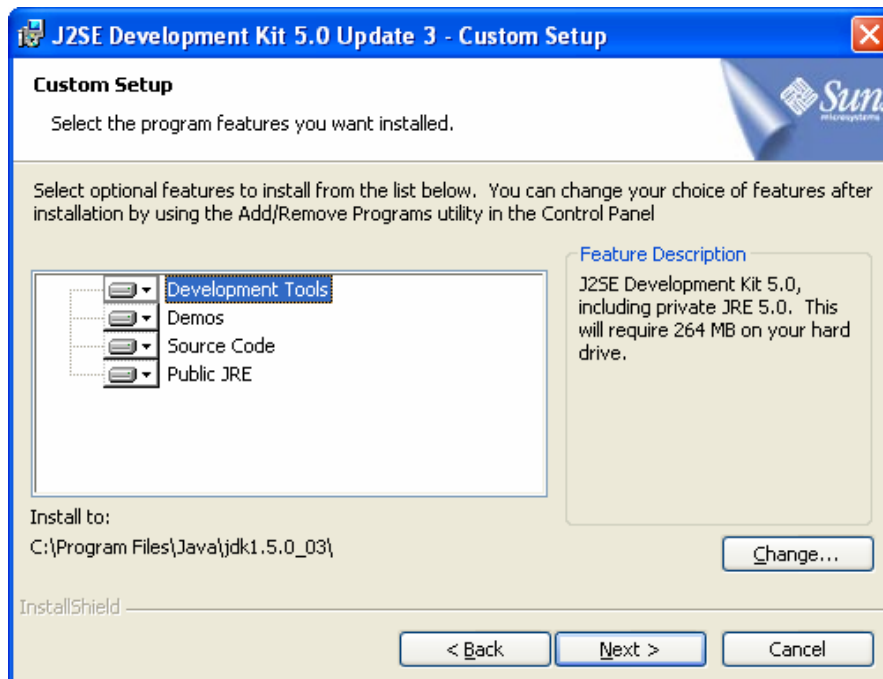 J2SE Development Kit 5.0 Update 3 - Custom Setup
Custom Setup
Select the program features you want installed.
Sun
microsystems
Select optional features to install from the list below.  You can change your choice of features after
installation by using the Add/Remove Programs utility in the Control Panel
Development Tools
Demos
Source Code
Public JRE
Feature Description
J2SE Development Kit 5.0,
including private JRE 5.0.  This
will require 264 MB on your hard
drive.
Install to:
C:\Program Files\Java\jdk1.5.0_03\
Change...
InstallShield
< Back
Next >
Cancel